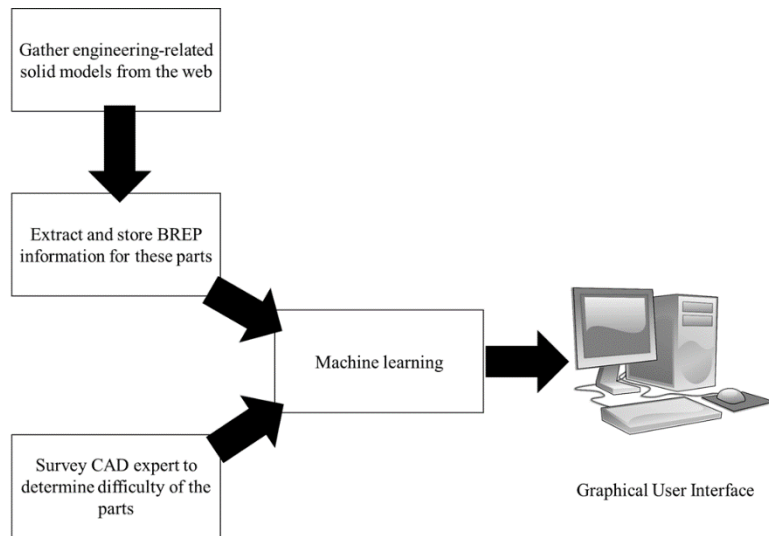 Gather engineering-related
solid models from the web
Extract and store BREP
information for these parts
Machine learning
Survey CAD expert to
determine difficulty of the
parts
Graphical User Interface